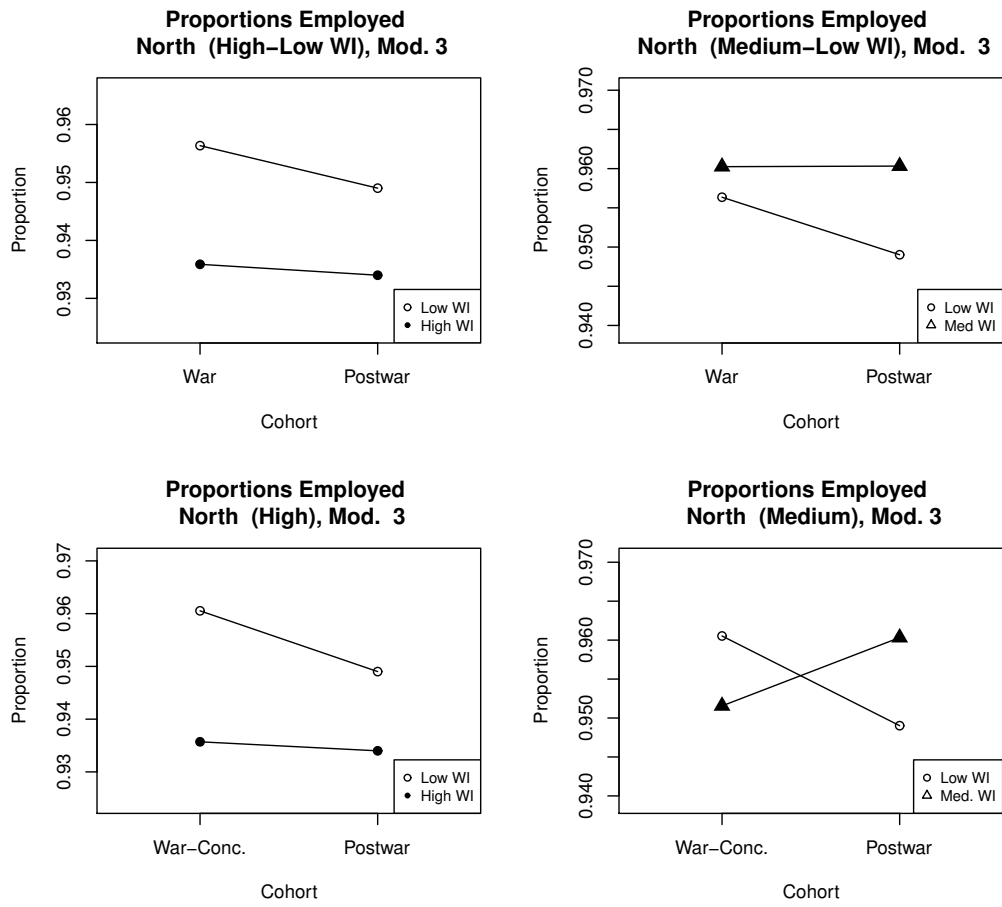 Proportions Employed
North (High−Low WI), Mod. 3
Proportion
0.96
0.95
0.94
0.93
Low WI
High WI
War
Postwar
Cohort
Proportions Employed
North (Medium−Low WI), Mod. 3
Proportion
0.970
0.960
0.950
0.940
Low WI
Med WI
War
Postwar
Cohort
Proportions Employed
North (High), Mod. 3
Proportion
0.97
0.96
0.95
0.94
0.93
Low WI
High WI
War−Conc.
Postwar
Cohort
Proportions Employed
North (Medium), Mod. 3
Proportion
0.970
0.960
0.950
0.940
Low WI
Med. WI
War−Conc.
Postwar
Cohort